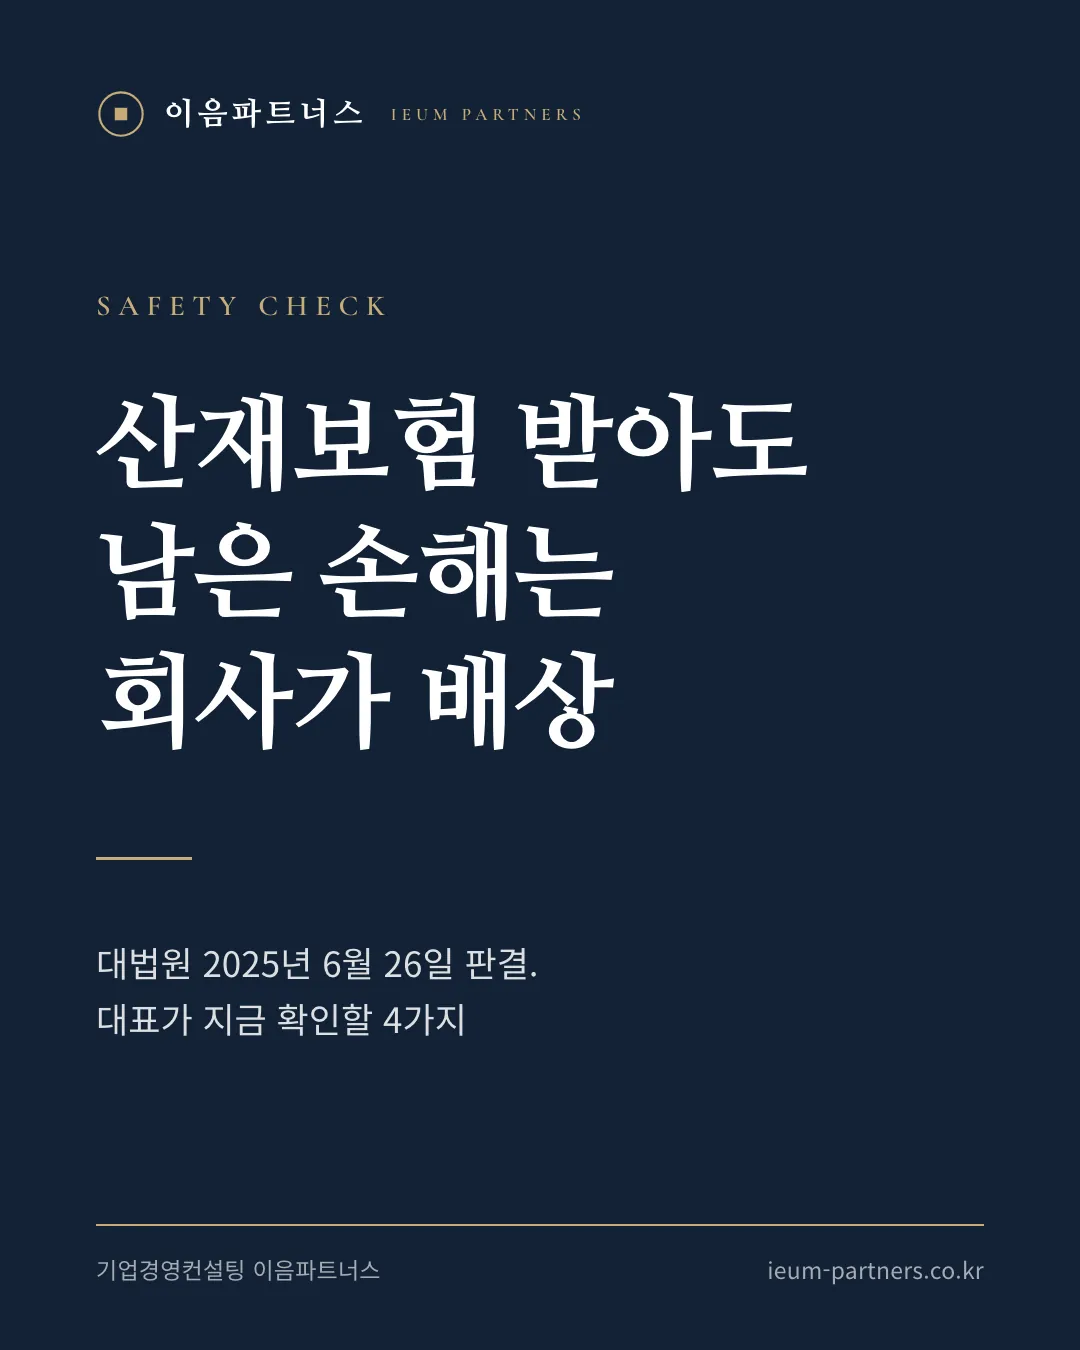 이음파트너스 IEUM PARTNERS
SAFETY CHECK
산재보험 받아도
남은 손해는
회사가 배상
대법원 2025년 6월 26일 판결.
대표가 지금 확인할 4가지
기업경영컨설팅 이음파트너스
ieum-partners.co.kr